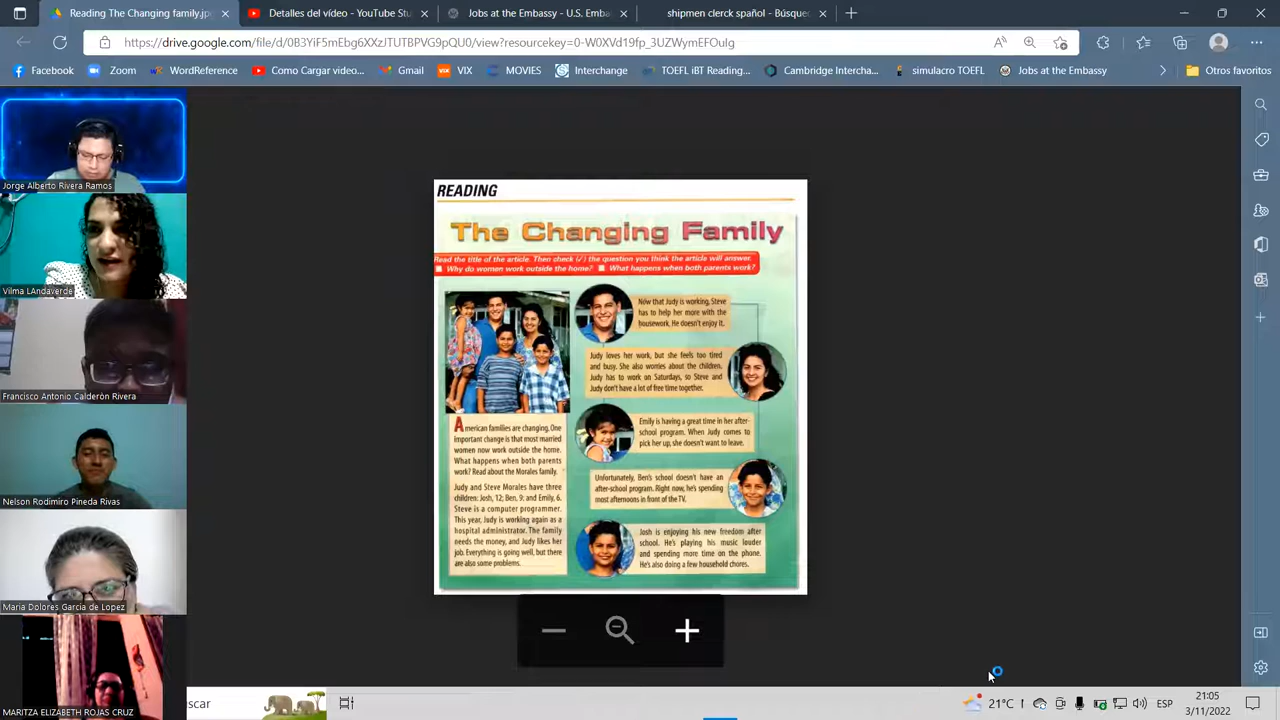 Reading The Changing family.jpg
Detalles del vídeo - YouTube Stu
Jobs at the Embassy - U.S. Emba
shipmen clerck español - Búsque
https://drive.google.com/file/d/0B3YiF5mEbg6XXzJTUTBPVG9pQU0/view?resourcekey=0-W0XVd19fp_3UZWymEFOuIg
Facebook
Zoom
WordReference
Como Cargar video...
Gmail
VIX
MOVIES
Interchange
TOEFL iBT Reading...
Cambridge Intercha...
simulacro TOEFL
Jobs at the Embassy
Otros favoritos
Jorge Alberto Rivera Ramos
Vilma LAndaverde
Francisco Antonio Calderòn Rivera
Nelson Rodimiro Pineda Rivas
Maria Dolores Garcia de Lopez
MARITZA ELIZABETH ROJAS CRUZ
READING
The Changing Family
Read the title of the article. Then check (✓) the question you think the article will answer.
Why do women work outside the home? What happens when both parents work?
American families are changing. One
important change is that most married
women now work outside the home.
What happens when both parents
work? Read about the Morales family.
Judy and Steve Morales have three
children: Josh, 12; Ben, 9; and Emily, 6.
Steve is a computer programmer.
This year, Judy is working again as a
hospital administrator. The family
needs the money, and Judy likes her
job. Everything is going well, but there
are also some problems.
Now that Judy is working, Steve
has to help her more with the
housework. He doesn't enjoy it.
Judy loves her work, but she feels too tired
and busy. She also worries about the children.
Judy has to work on Saturdays, so Steve and
Judy don't have a lot of free time together.
Emily is having a great time in her after-
school program. When Judy comes to
pick her up, she doesn't want to leave.
Unfortunately, Ben's school doesn't have an
after-school program. Right now, he's spending
most afternoons in front of the TV.
Josh is enjoying his new freedom after
school. He's playing his music louder
and spending more time on the phone.
He's also doing a few household chores.
scar
21°C
ESP
21:05
3/11/2022